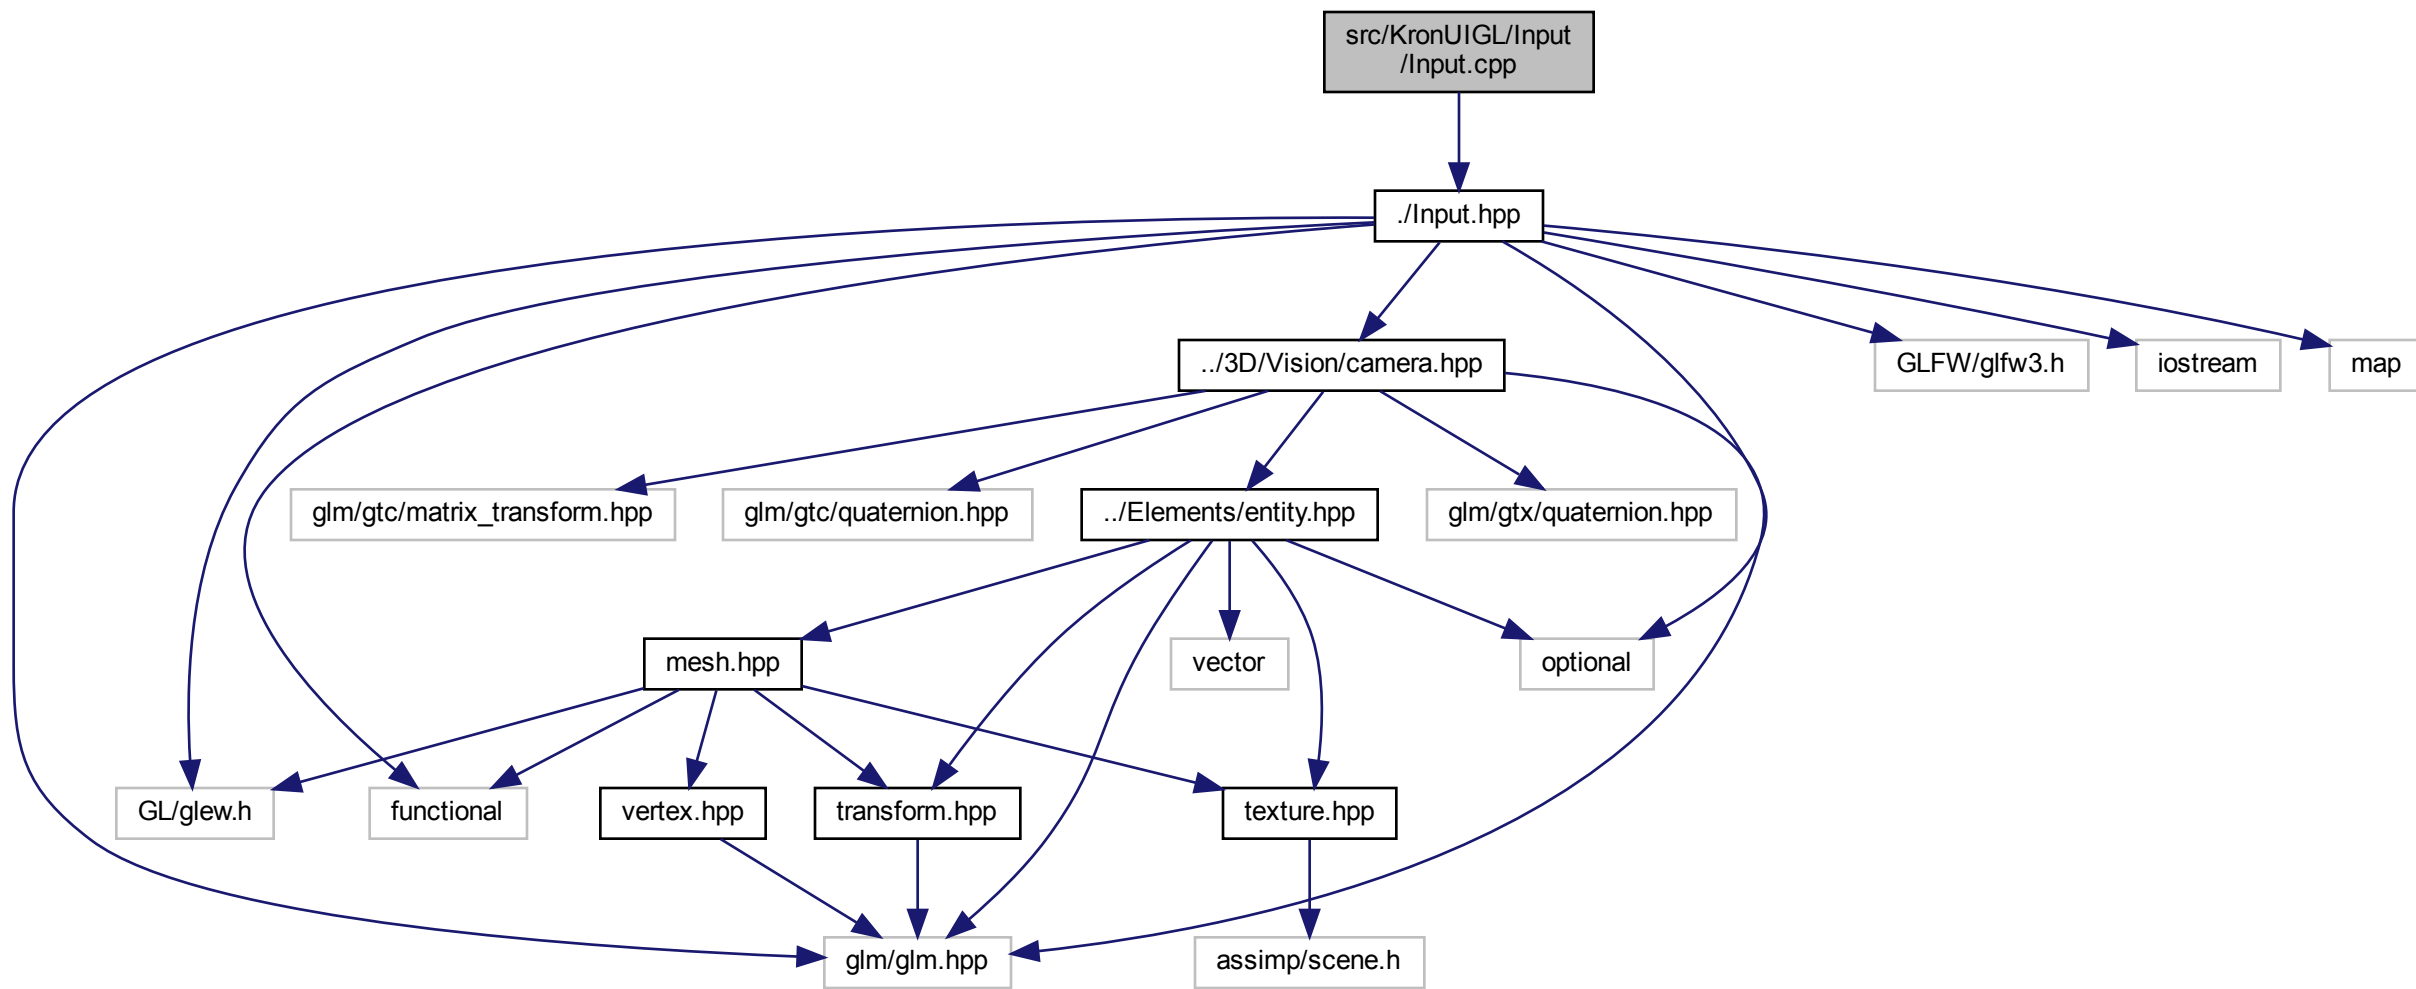 src/KronUIGL/Input
/Input.cpp
./Input.hpp
../3D/Vision/camera.hpp
GLFW/glfw3.h
iostream
map
glm/gtc/matrix_transform.hpp
glm/gtc/quaternion.hpp
../Elements/entity.hpp
glm/gtx/quaternion.hpp
mesh.hpp
vector
optional
GL/glew.h
functional
vertex.hpp
transform.hpp
texture.hpp
glm/glm.hpp
assimp/scene.h